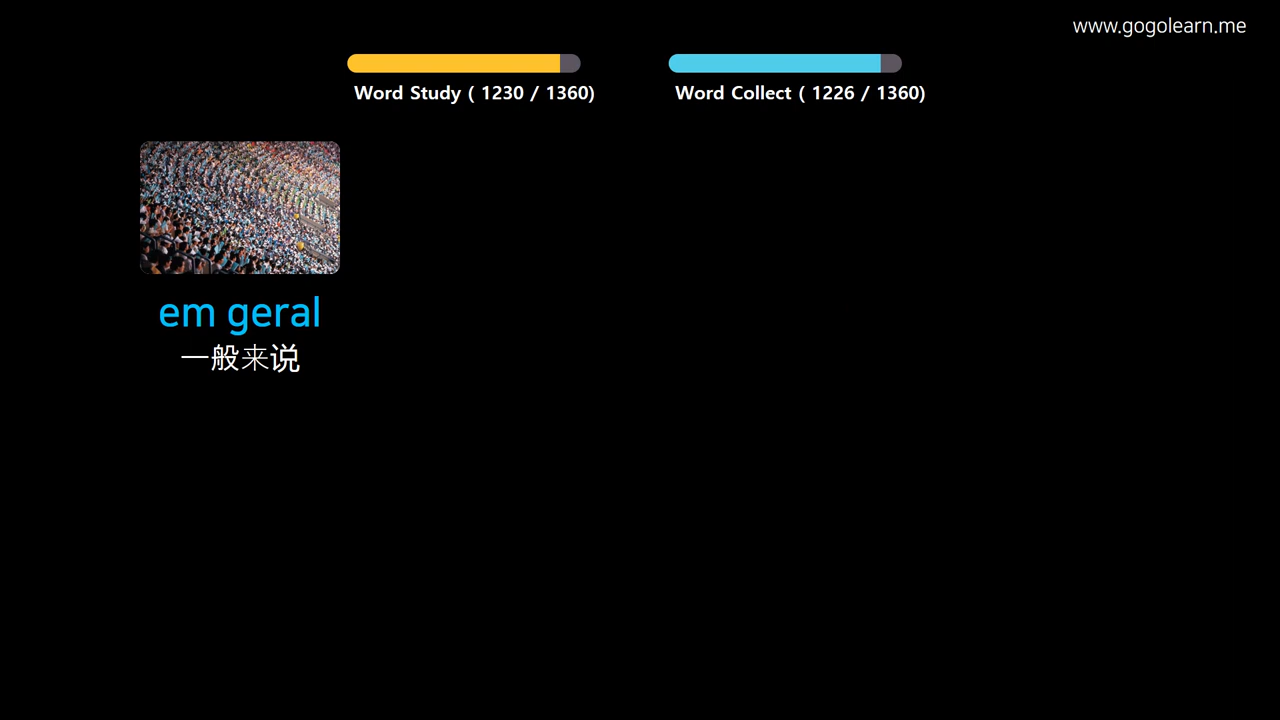 www.gogolearn.me
Word Study ( 1230 / 1360)
Word Collect ( 1226 / 1360)
em geral
一般来说